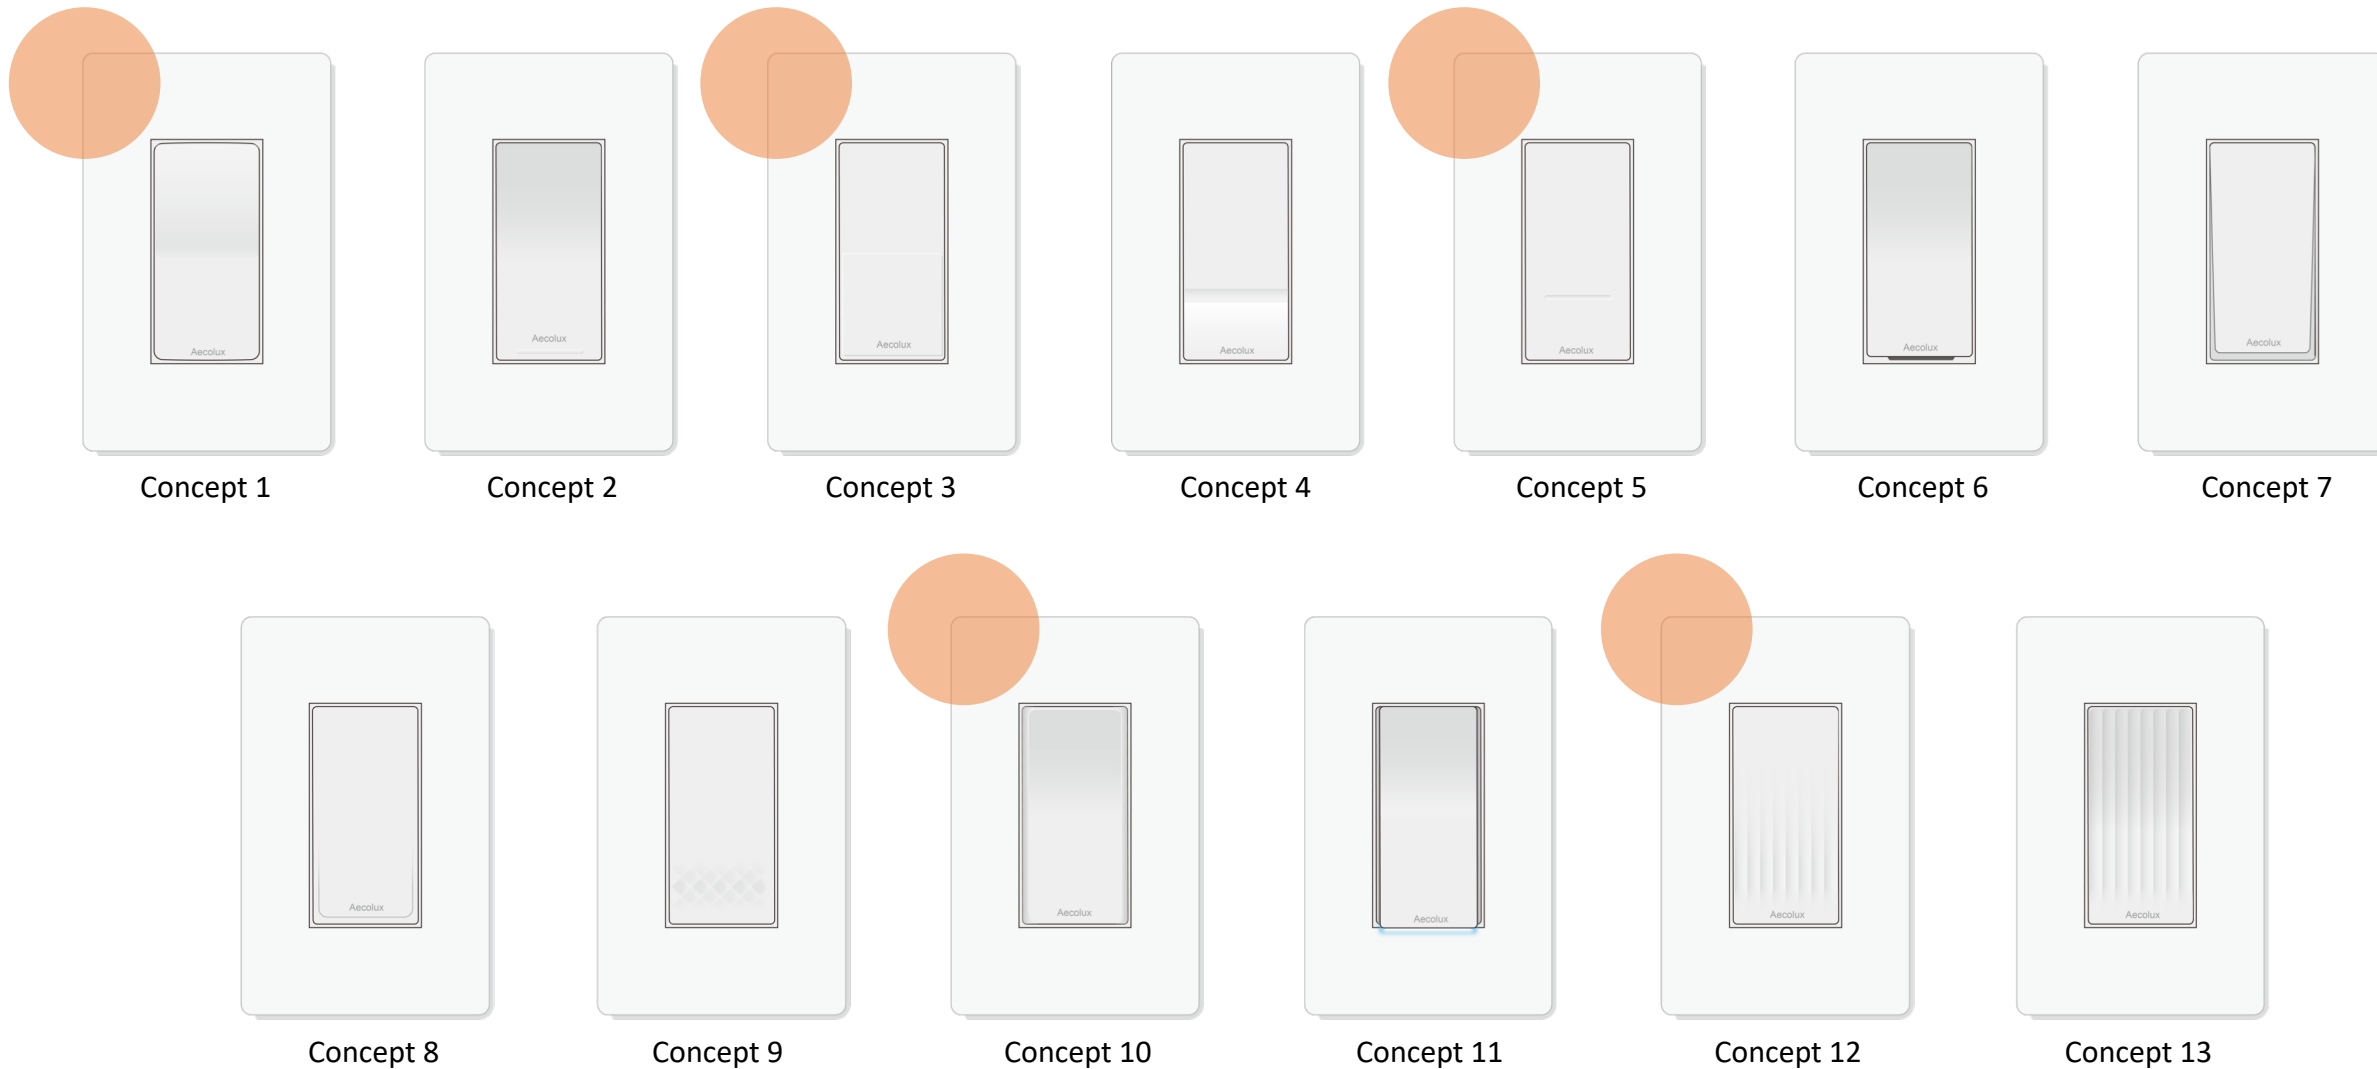 Aecolux
Aecolux
Aecolux
Aecolux
Aecolux
Aecolux
Aecolux
Concept 1
Concept 2
Concept 3
Concept 4
Concept 5
Concept 6
Concept 7
Aecolux
Aecolux
Aecolux
Aecolux
Aecolux
Aecolux
Concept 8
Concept 9
Concept 10
Concept 11
Concept 12
Concept 13